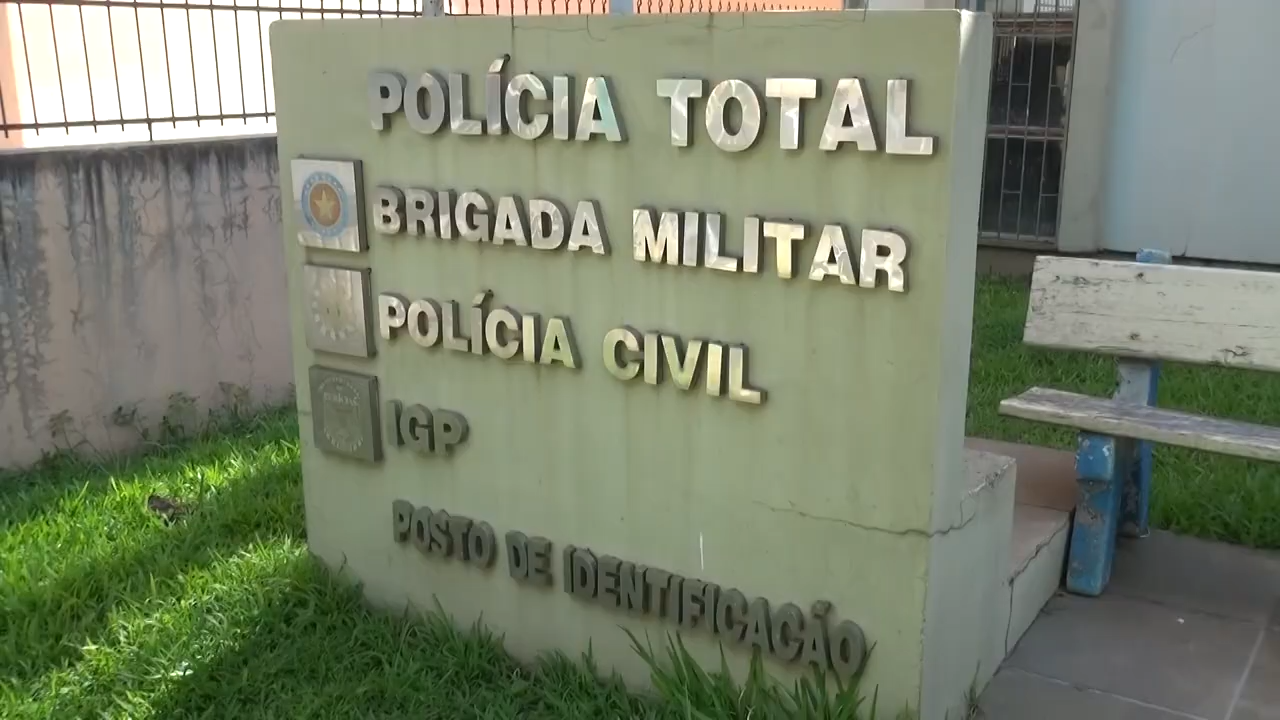 POLÍCIA TOTAL
BRIGADA MILITAR
POLÍCIA CIVIL
IGP
POSTO DE IDENTIFICAÇÃO